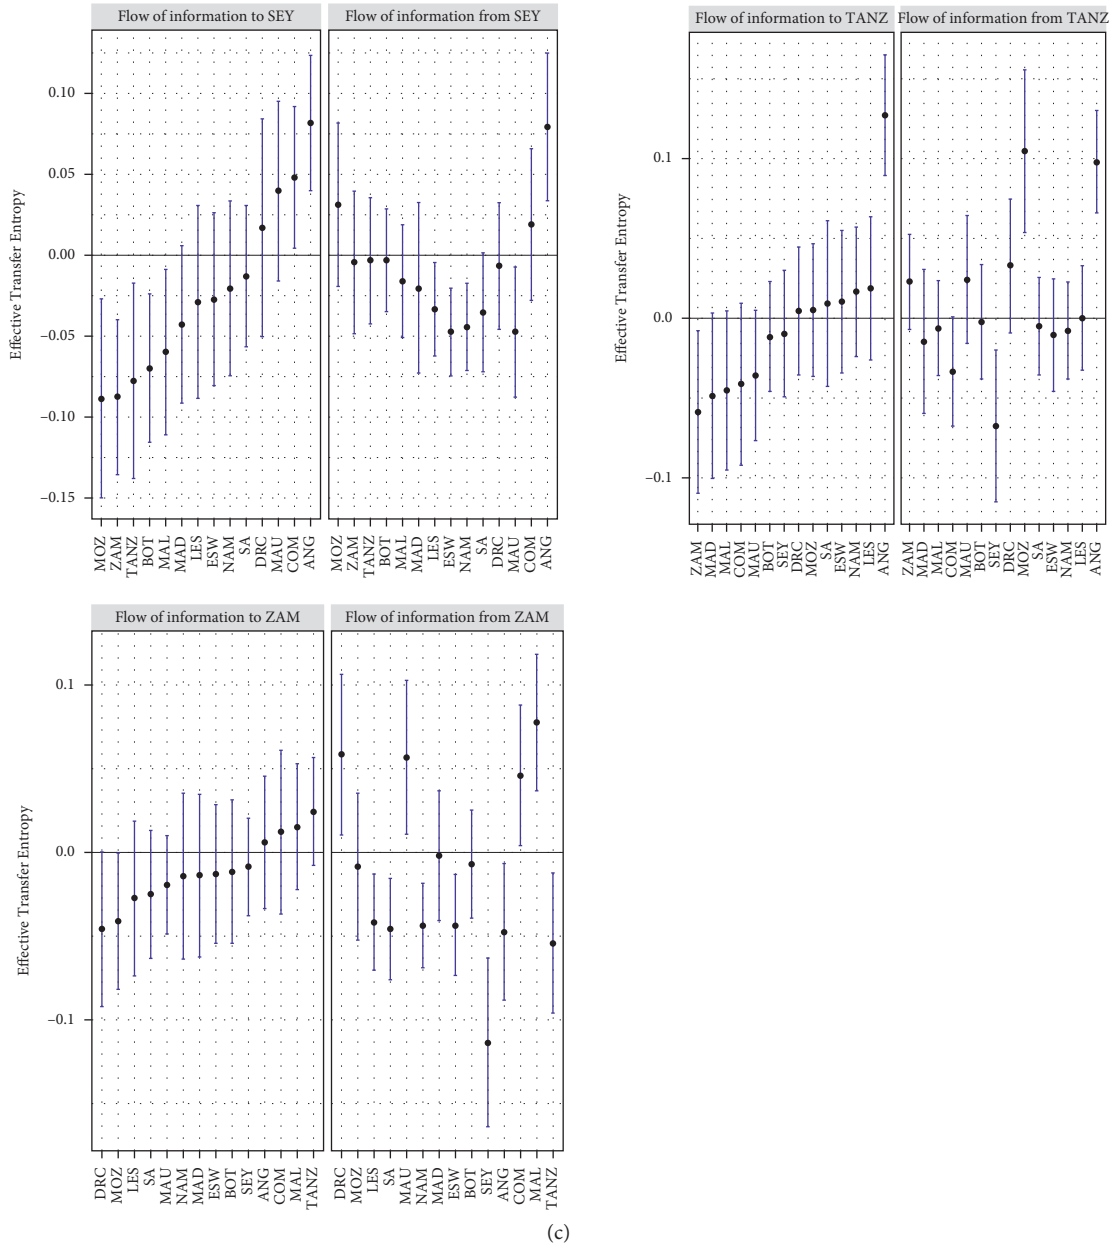 Flow of information to SEY
Flow of information from SEY
Effective Transfer Entropy
0.10
0.05
0.00
−0.05
−0.10
−0.15
MOZ
ZAM
TANZ
BOT
MAL
MAD
LES
ESW
NAM
SA
DRC
MAU
COM
ANG
MOZ
ZAM
TANZ
BOT
MAL
MAD
LES
ESW
NAM
SA
DRC
MAU
COM
ANG
Flow of information to TANZ
Flow of information from TANZ
Effective Transfer Entropy
0.1
0.0
−0.1
ZAM
MAD
MAL
COM
MAU
BOT
SEY
DRC
MOZ
SA
ESW
NAM
LES
ANG
ZAM
MAD
MAL
COM
MAU
BOT
SEY
DRC
MOZ
SA
ESW
NAM
LES
ANG
Flow of information to ZAM
Flow of information from ZAM
Effective Transfer Entropy
0.1
0.0
−0.1
DRC
MOZ
LES
SA
MAU
NAM
MAD
ESW
BOT
SEY
ANG
COM
MAL
TANZ
DRC
MOZ
LES
SA
MAU
NAM
MAD
ESW
BOT
SEY
ANG
COM
MAL
TANZ
(c)